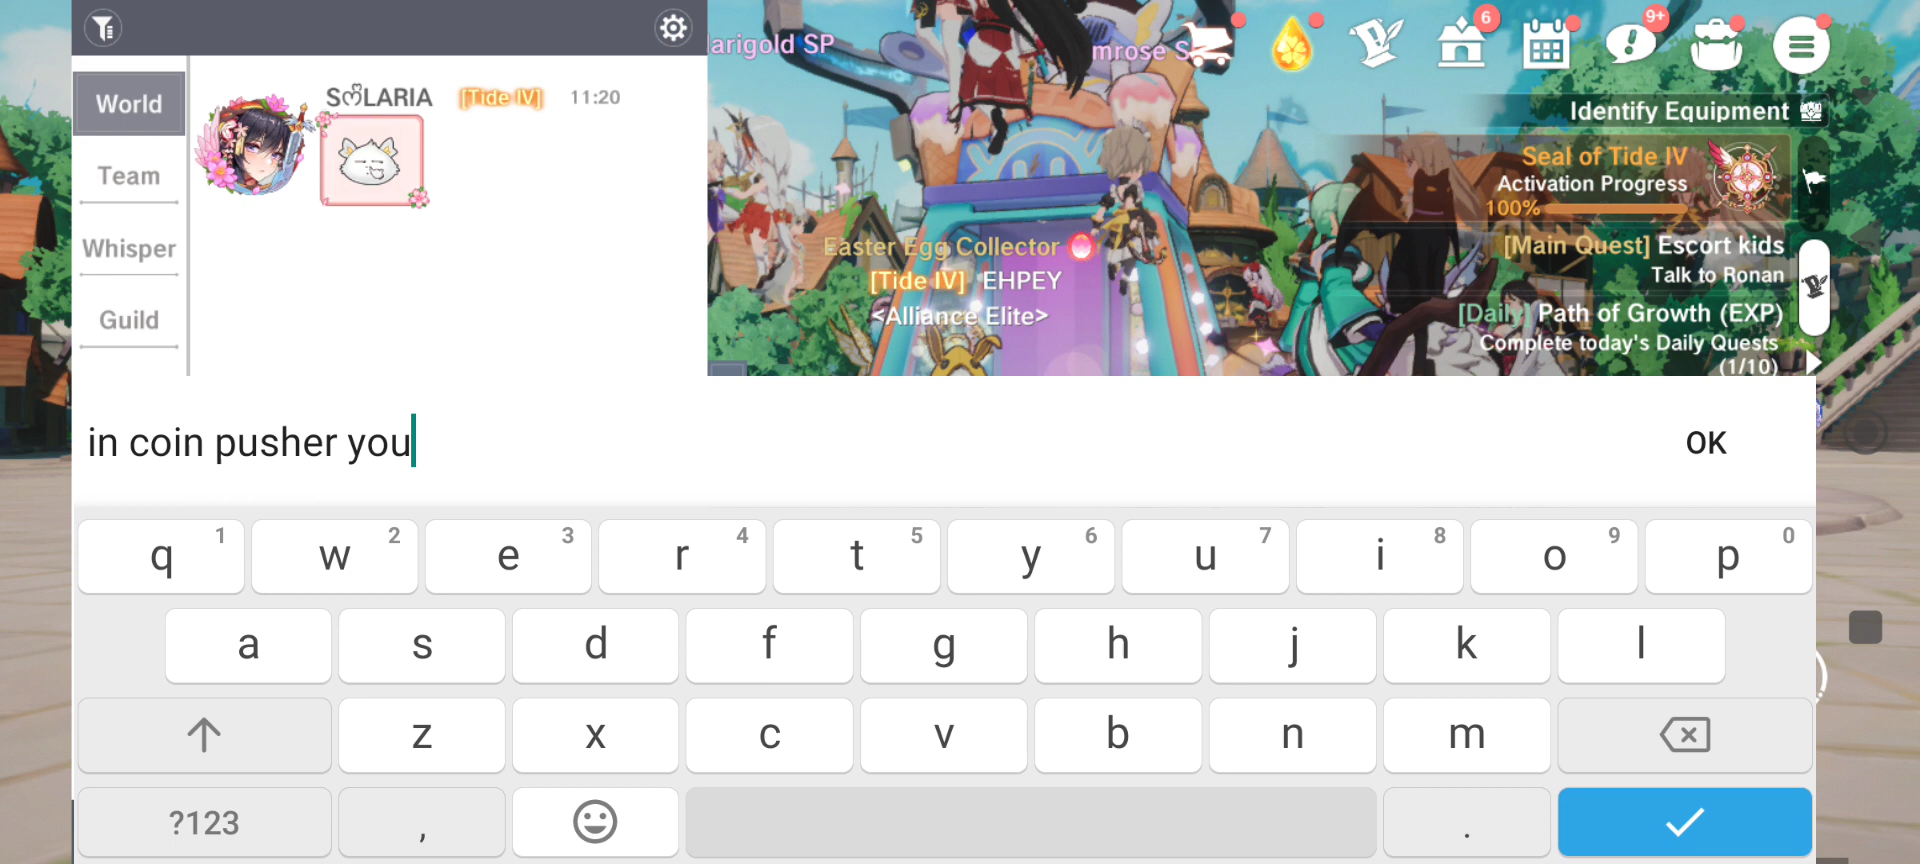 World
Team
Whisper
Guild
SოLARIA [Tide IV] 11:20
larigold SP
mrose S
6
9+
Identify Equipment
Seal of Tide IV
Activation Progress
100%
[Main Quest] Escort kids
Talk to Ronan
[Daily] Path of Growth (EXP)
Complete today's Daily Quests
(1/10)
Easter Egg Collector
[Tide IV] EHPEY
<Alliance Elite>
in coin pusher you
OK
q 1 w 2 e 3 r 4 t 5 y 6 u 7 i 8 o 9 p 0
a s d f g h j k l
z x c v b n m
?123 , .